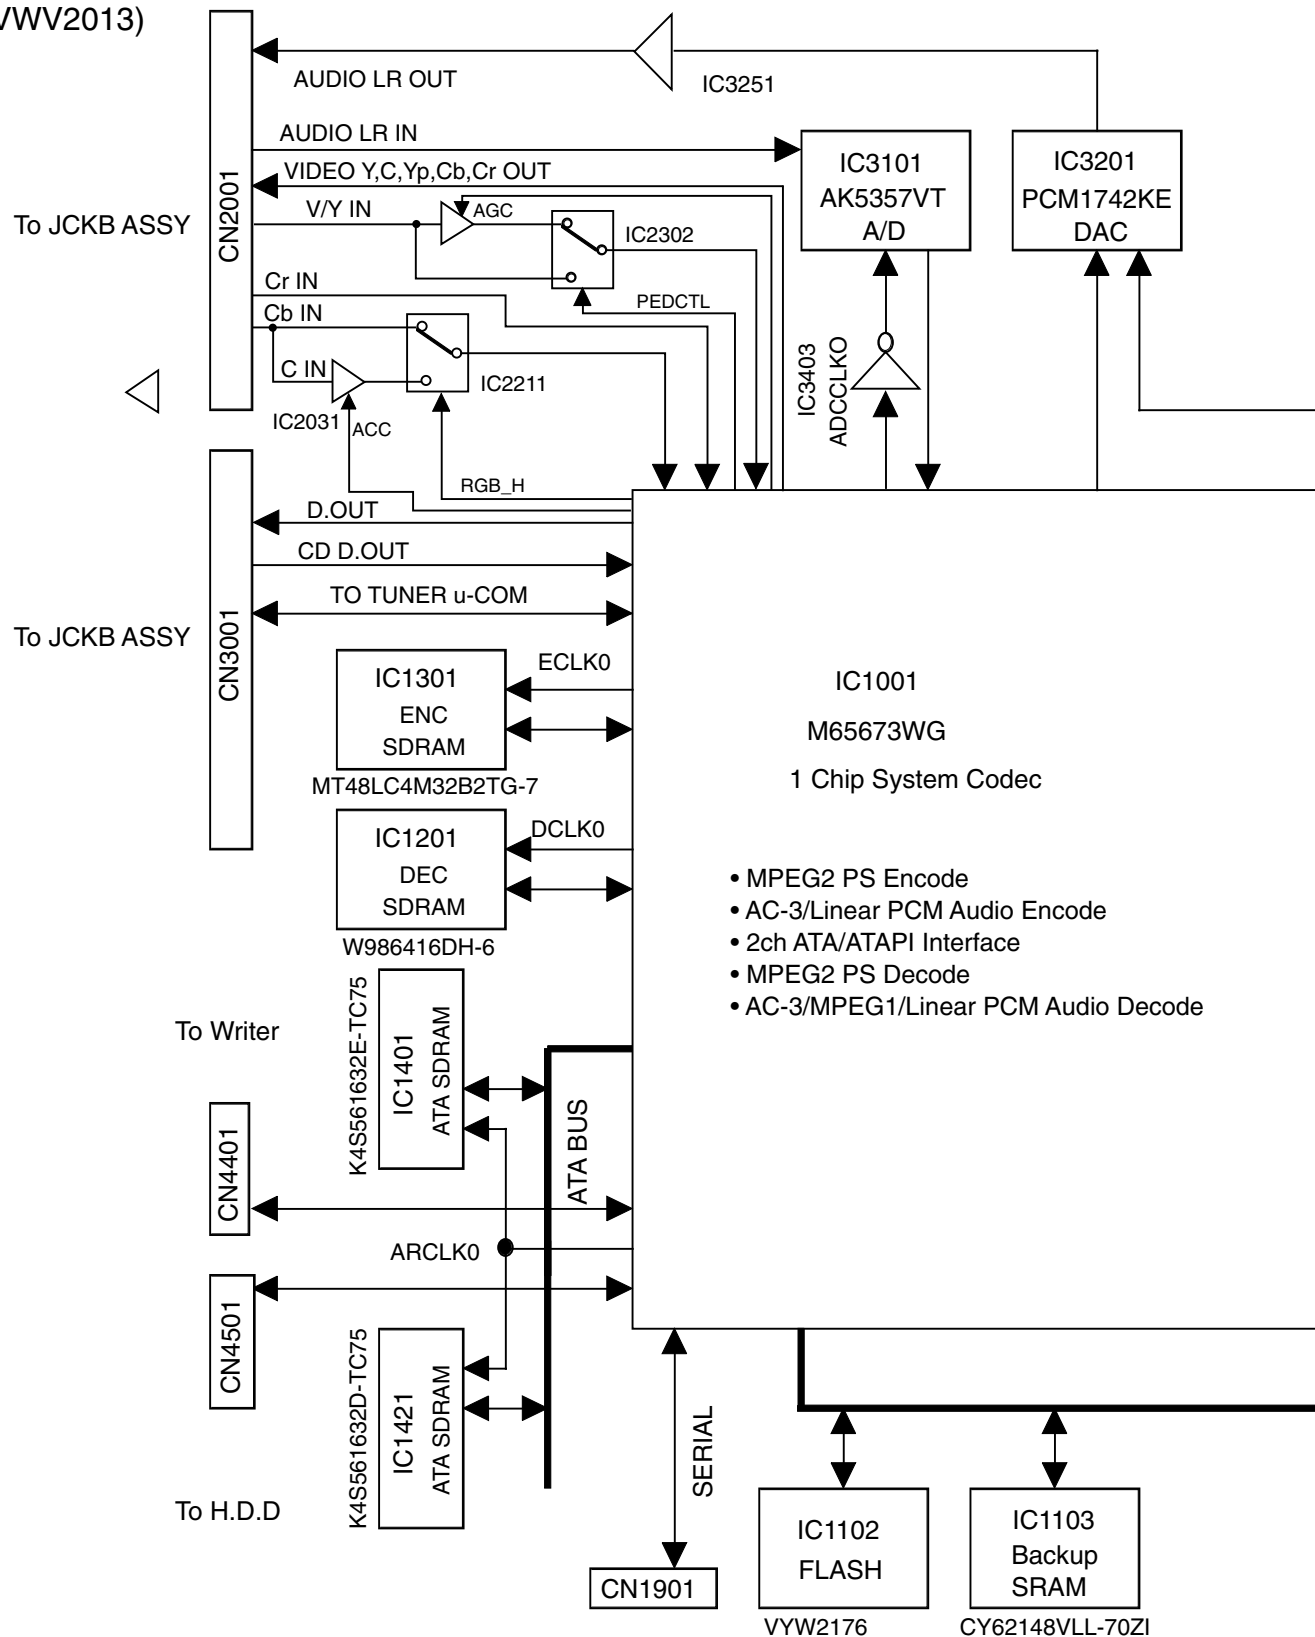 VWV2013)
AUDIO LR OUT
IC3251
AUDIO LR IN
VIDEO Y,C,Yp,Cb,Cr OUT
V/Y IN
AGC
IC2302
To JCKB ASSY
CN2001
IC3101
AK5357VT
A/D
IC3201
PCM1742KE
DAC
Cr IN
Cb IN
PEDCTL
C IN
IC2211
IC2031
ACC
IC3403
ADCCLKO
RGB_H
D.OUT
CD D.OUT
TO TUNER u-COM
To JCKB ASSY
CN3001
IC1301
ENC
SDRAM
ECLK0
MT48LC4M32B2TG-7
IC1201
DEC
SDRAM
DCLK0
W986416DH-6
IC1001
M65673WG
1 Chip System Codec
• MPEG2 PS Encode
• AC-3/Linear PCM Audio Encode
• 2ch ATA/ATAPI Interface
• MPEG2 PS Decode
• AC-3/MPEG1/Linear PCM Audio Decode
To Writer
K4S561632E-TC75
IC1401
ATA SDRAM
ATA BUS
CN4401
ARCLK0
CN4501
K4S561632D-TC75
IC1421
ATA SDRAM
To H.D.D
SERIAL
CN1901
IC1102
FLASH
VYW2176
IC1103
Backup
SRAM
CY62148VLL-70ZI